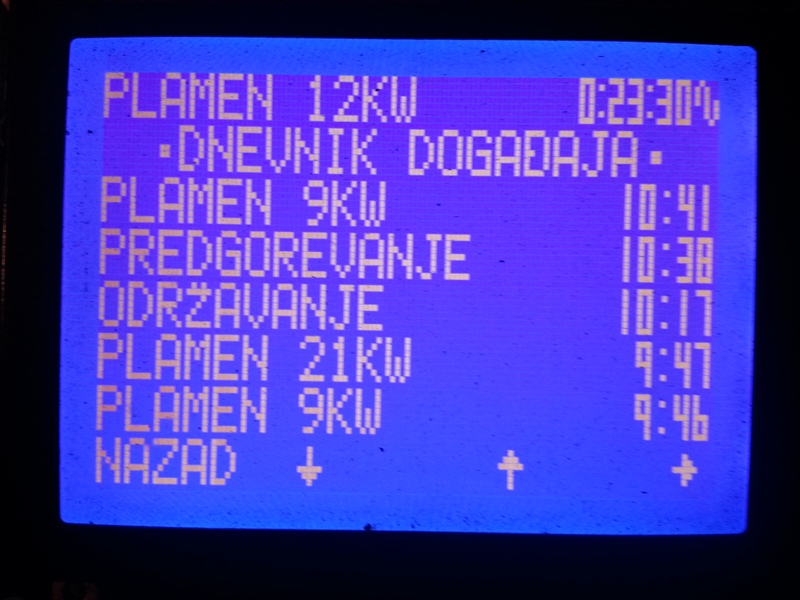 PLAMEN 12KW 0:23:30
·DNEVNIK DOGAĐAJA·
PLAMEN 9KW 10:41
PREDGOREVANJE 10:38
ODRŽAVANJE 10:17
PLAMEN 21KW 9:47
PLAMEN 9KW 9:46
NAZAD ↓ ↑ →